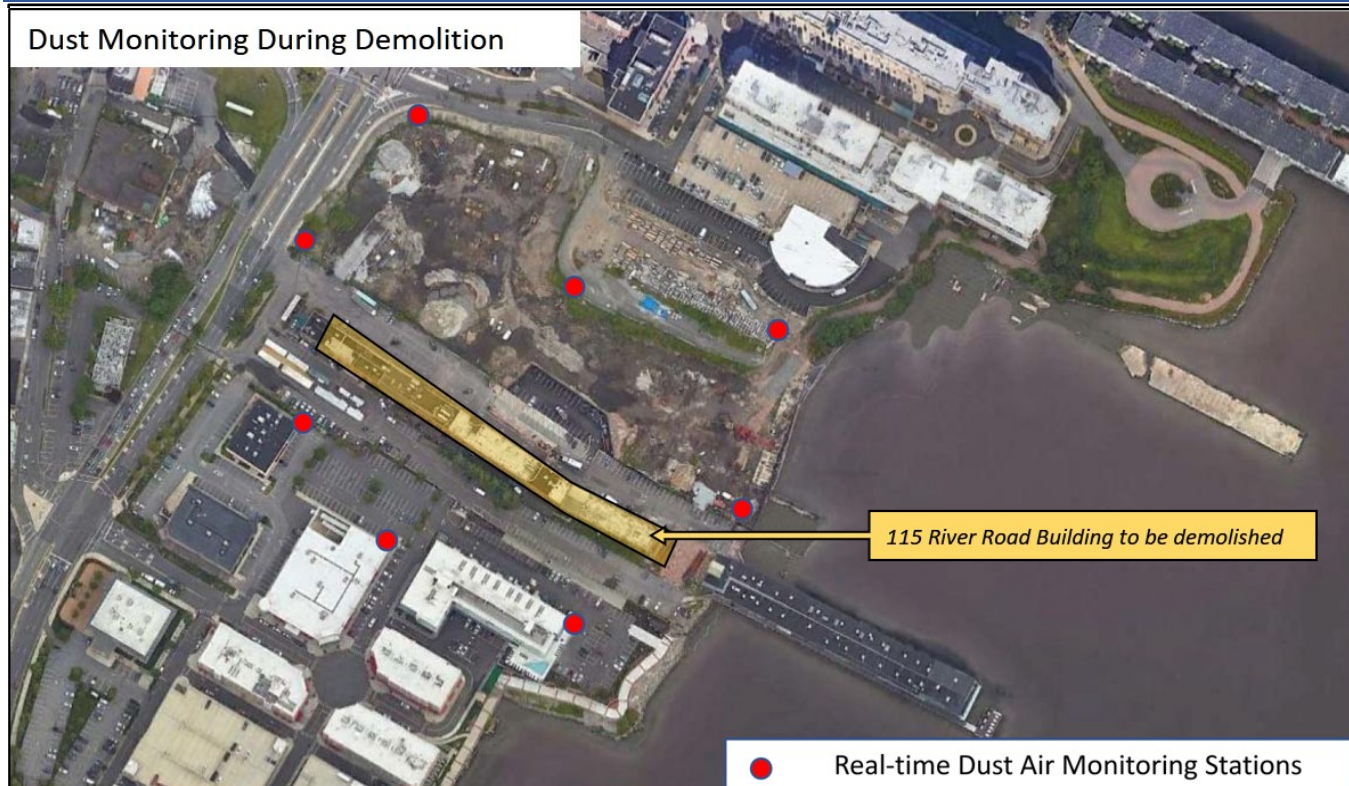 Dust Monitoring During Demolition
115 River Road Building to be demolished
Real-time Dust Air Monitoring Stations